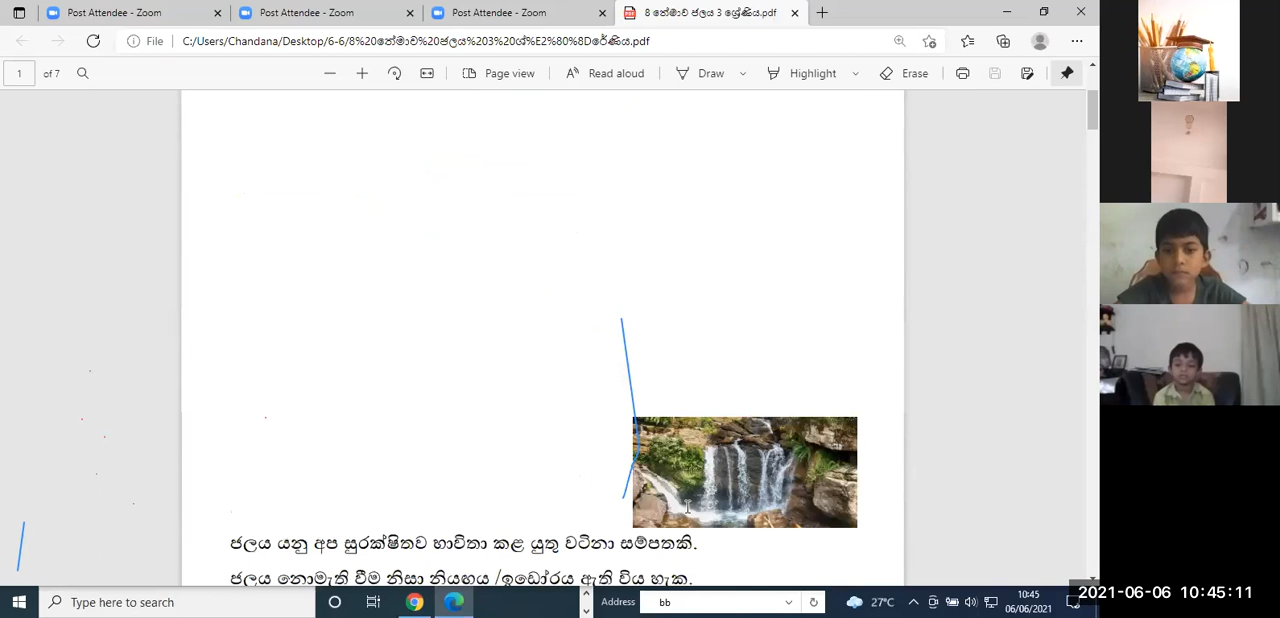 Post Attendee - Zoom
Post Attendee - Zoom
Post Attendee - Zoom
8 තේමාව ජලය 3 ශ්‍රේණිය.pdf
File
C:/Users/Chandana/Desktop/6-6/8%20තේමාව%20ජලය%203%20ශ්%E2%80%8Dරේණිය.pdf
1 of 7
Page view
Read aloud
Draw
Highlight
Erase
ජලය යනු අප සුරක්ෂිතව භාවිතා කළ යුතු වටිනා සම්පතකි.
ජලය නොමැති වීම නිසා නියඟය /ඉඩෝරය ඇති විය හැක.
Type here to search
Address bb
27°C
10:45
06/06/2021
2021-06-06 10:45:11